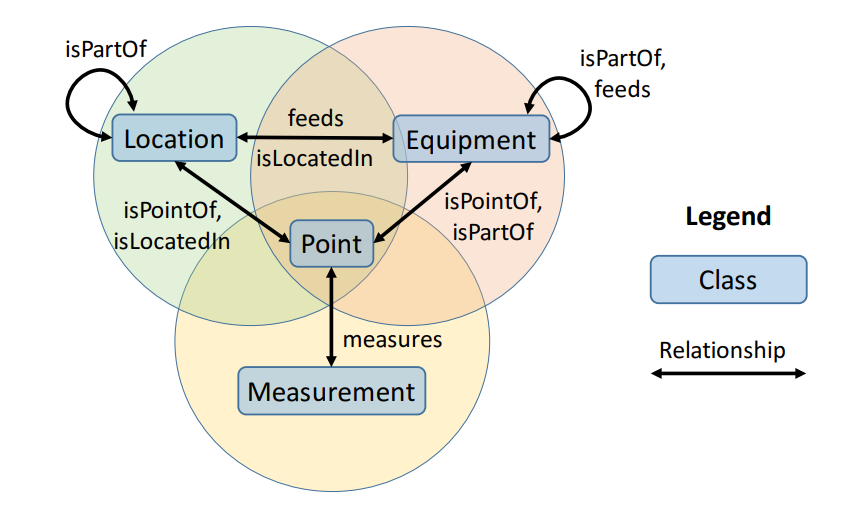 isPartOf
isPartOf,
feeds
feeds
Location
Equipment
isLocatedIn
isPointOf,
isLocatedIn
isPointOf,
isPartOf
Point
Legend
Class
measures
Relationship
Measurement